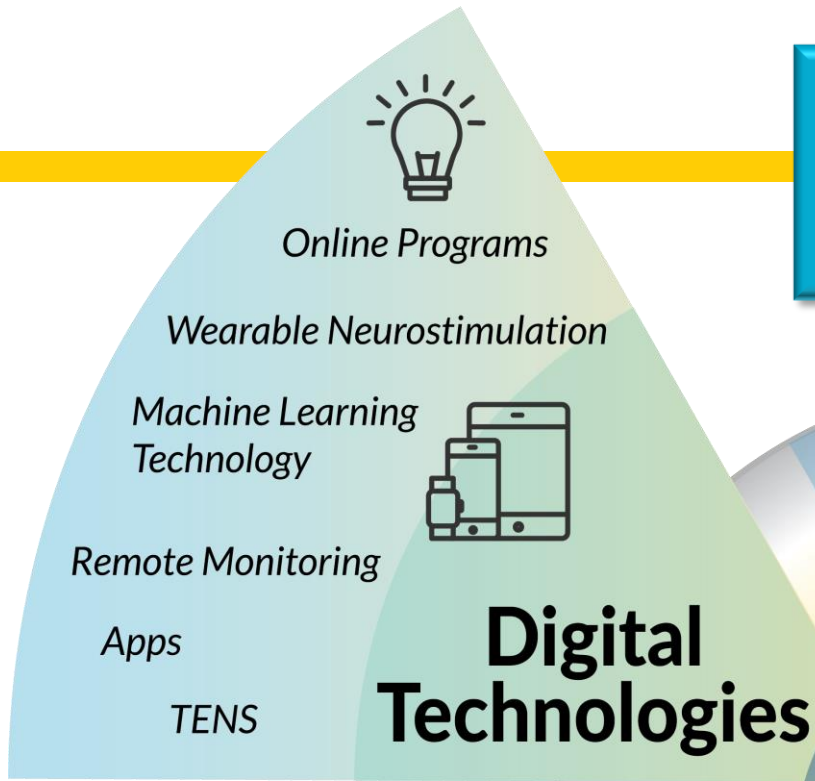 Online Programs
Wearable Neurostimulation
Machine Learning
Technology
Remote Monitoring
Apps
TENS
Digital
Technologies